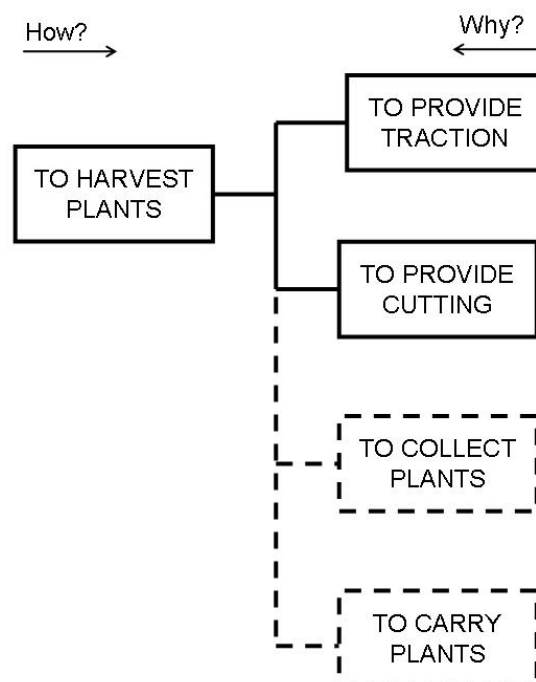 How?
Why?
TO PROVIDE
TRACTION
TO HARVEST
PLANTS
TO PROVIDE
CUTTING
TO COLLECT
PLANTS
TO CARRY
PLANTS